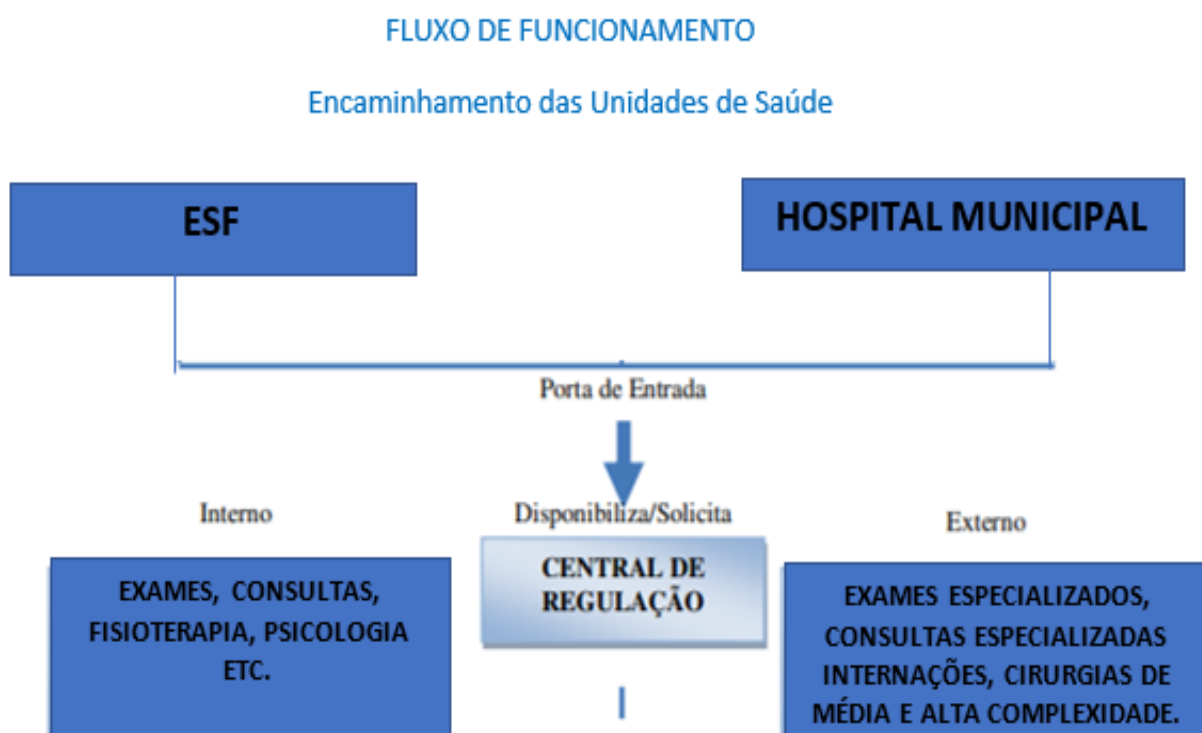 FLUXO DE FUNCIONAMENTO
Encaminhamento das Unidades de Saúde
ESF
HOSPITAL MUNICIPAL
Porta de Entrada
Interno
Disponibiliza/Solicita
Externo
EXAMES, CONSULTAS,
FISIOTERAPIA, PSICOLOGIA
ETC.
CENTRAL DE
REGULAÇÃO
EXAMES ESPECIALIZADOS,
CONSULTAS ESPECIALIZADAS
INTERNAÇÕES, CIRURGIAS DE
MÉDIA E ALTA COMPLEXIDADE.